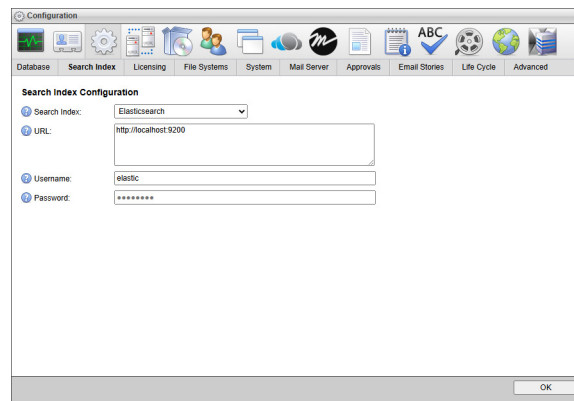 Configuration
ABC
Database Search Index Licensing File Systems System Mail Server Approvals Email Stories Life Cycle Advanced
Search Index Configuration
Search Index: Elasticsearch
URL: http://localhost:9200
Username: elastic
Password: ••••••••
OK